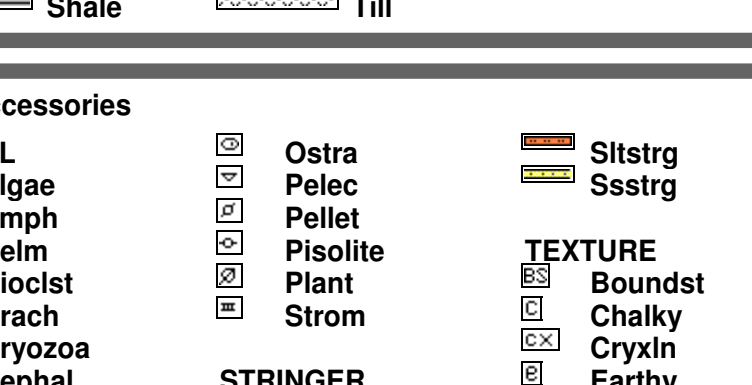 Shale
Till
ccessories
L
lgae
mph
elm
ioclst
rach
ryozoa
ephal
Ostra
Pelec
Pellet
Pisolite
Plant
Strom
STRINGER
Sltstrg
Ssstrg
TEXTURE
BS Boundst
C Chalky
CX Cryxln
e Earthy